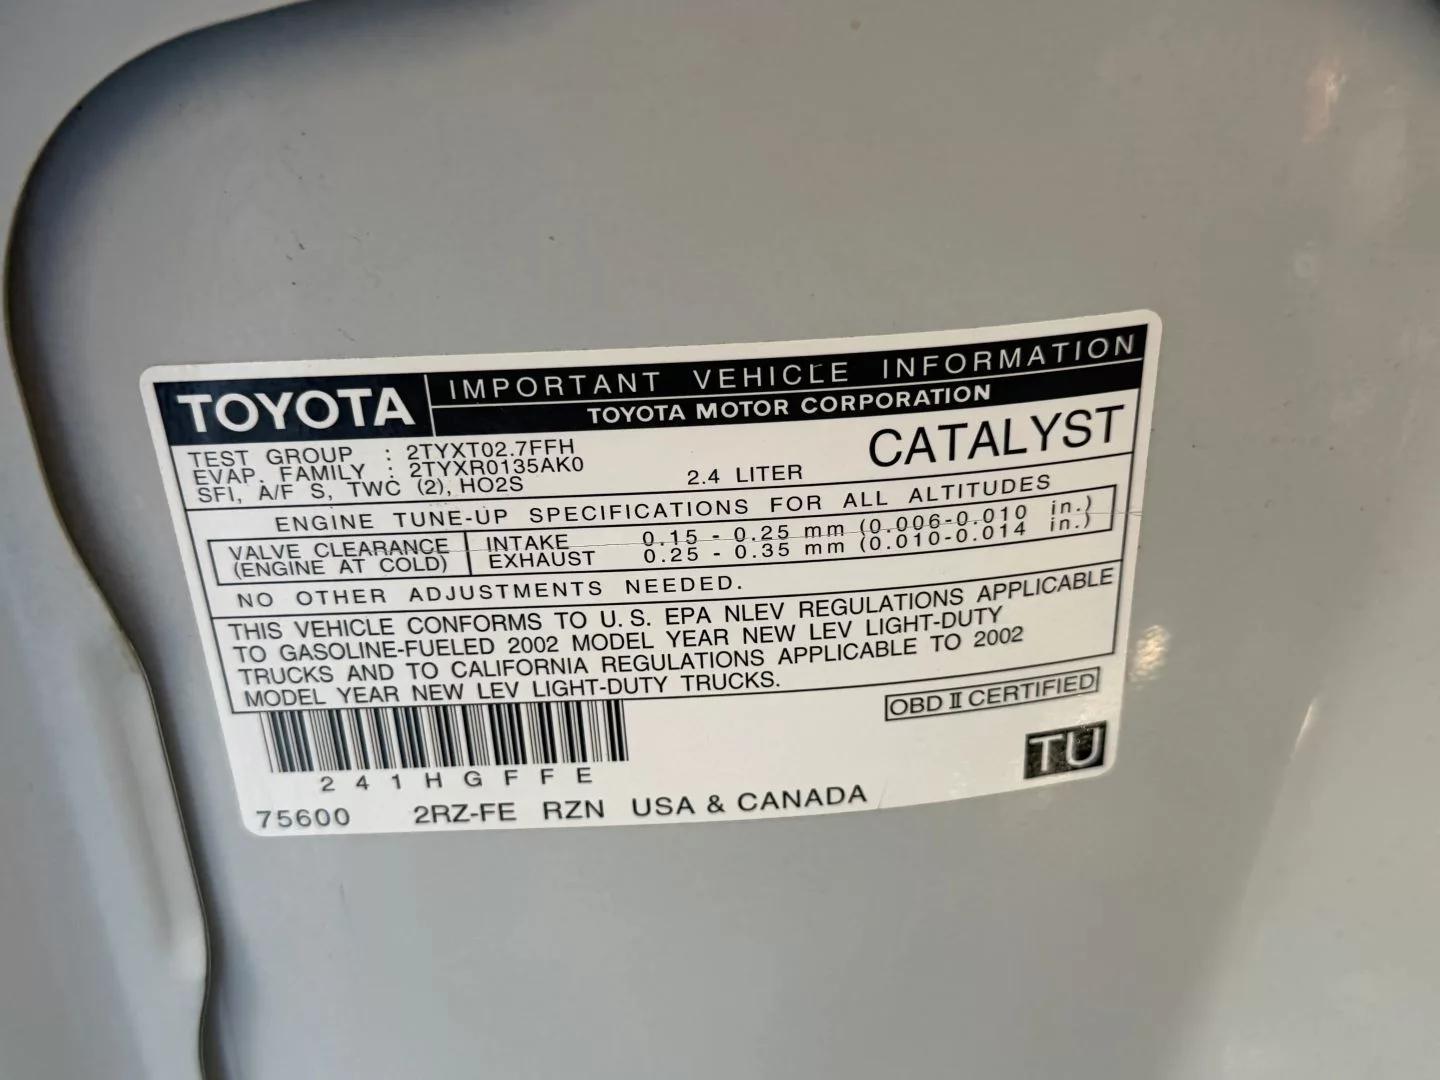 TOYOTA
IMPORTANT VEHICLE INFORMATION
TOYOTA MOTOR CORPORATION
TEST GROUP : 2TYXT02.7FFH
EVAP. FAMILY : 2TYXR0135AK0
SFI, A/F S, TWC (2), HO2S
2.4 LITER
CATALYST
ENGINE TUNE-UP SPECIFICATIONS FOR ALL ALTITUDES
VALVE CLEARANCE
(ENGINE AT COLD)
INTAKE 0.15 - 0.25 mm (0.006-0.010 in.)
EXHAUST 0.25 - 0.35 mm (0.010-0.014 in.)
NO OTHER ADJUSTMENTS NEEDED.
THIS VEHICLE CONFORMS TO U.S. EPA NLEV REGULATIONS APPLICABLE
TO GASOLINE-FUELED 2002 MODEL YEAR NEW LEV LIGHT-DUTY
TRUCKS AND TO CALIFORNIA REGULATIONS APPLICABLE TO 2002
MODEL YEAR NEW LEV LIGHT-DUTY TRUCKS.
OBD II CERTIFIED
241HGFFE
TU
75600 2RZ-FE RZN USA & CANADA